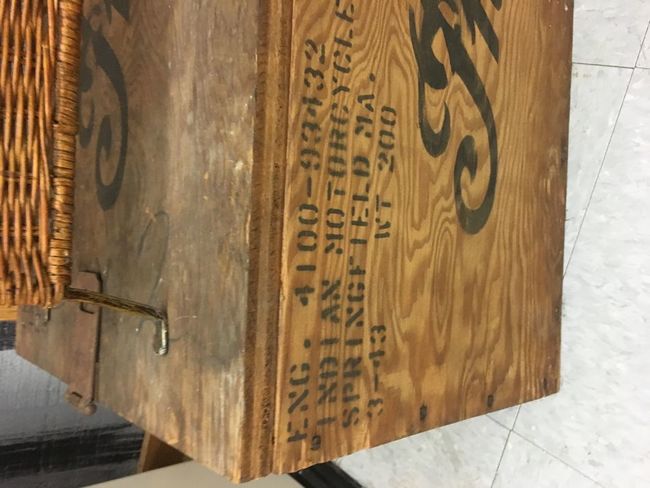 ENG. 4100-93432
INDIAN MOTORCYCLE
SPRINGFIELD MA.
3-43 WT 200